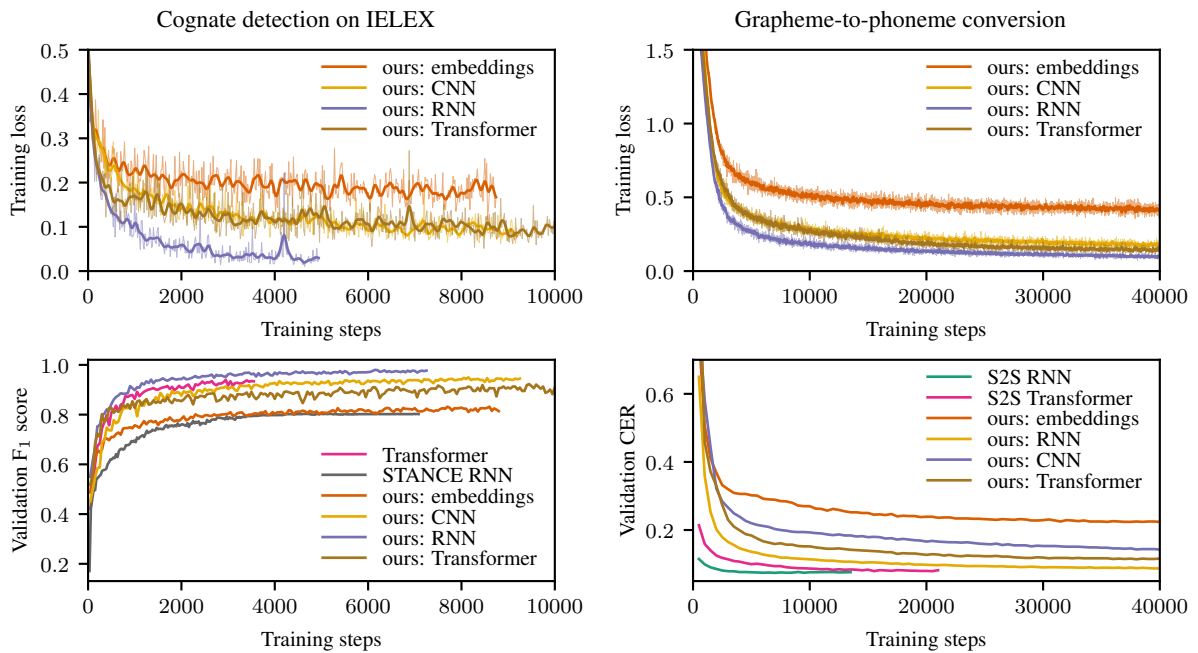 Cognate detection on IELEX
Grapheme-to-phoneme conversion
0.5
0.4
0.3
0.2
0.1
0.0
Training loss
ours: embeddings
ours: CNN
ours: RNN
ours: Transformer
0
2000
4000
6000
8000
10000
Training steps
1.5
1.0
0.5
0.0
Training loss
ours: embeddings
ours: CNN
ours: RNN
ours: Transformer
0
10000
20000
30000
40000
Training steps
1.0
0.8
0.6
0.4
0.2
Validation F₁ score
Transformer
STANCE RNN
ours: embeddings
ours: CNN
ours: RNN
ours: Transformer
0
2000
4000
6000
8000
10000
Training steps
0.6
0.4
0.2
Validation CER
S2S RNN
S2S Transformer
ours: embeddings
ours: RNN
ours: CNN
ours: Transformer
0
10000
20000
30000
40000
Training steps